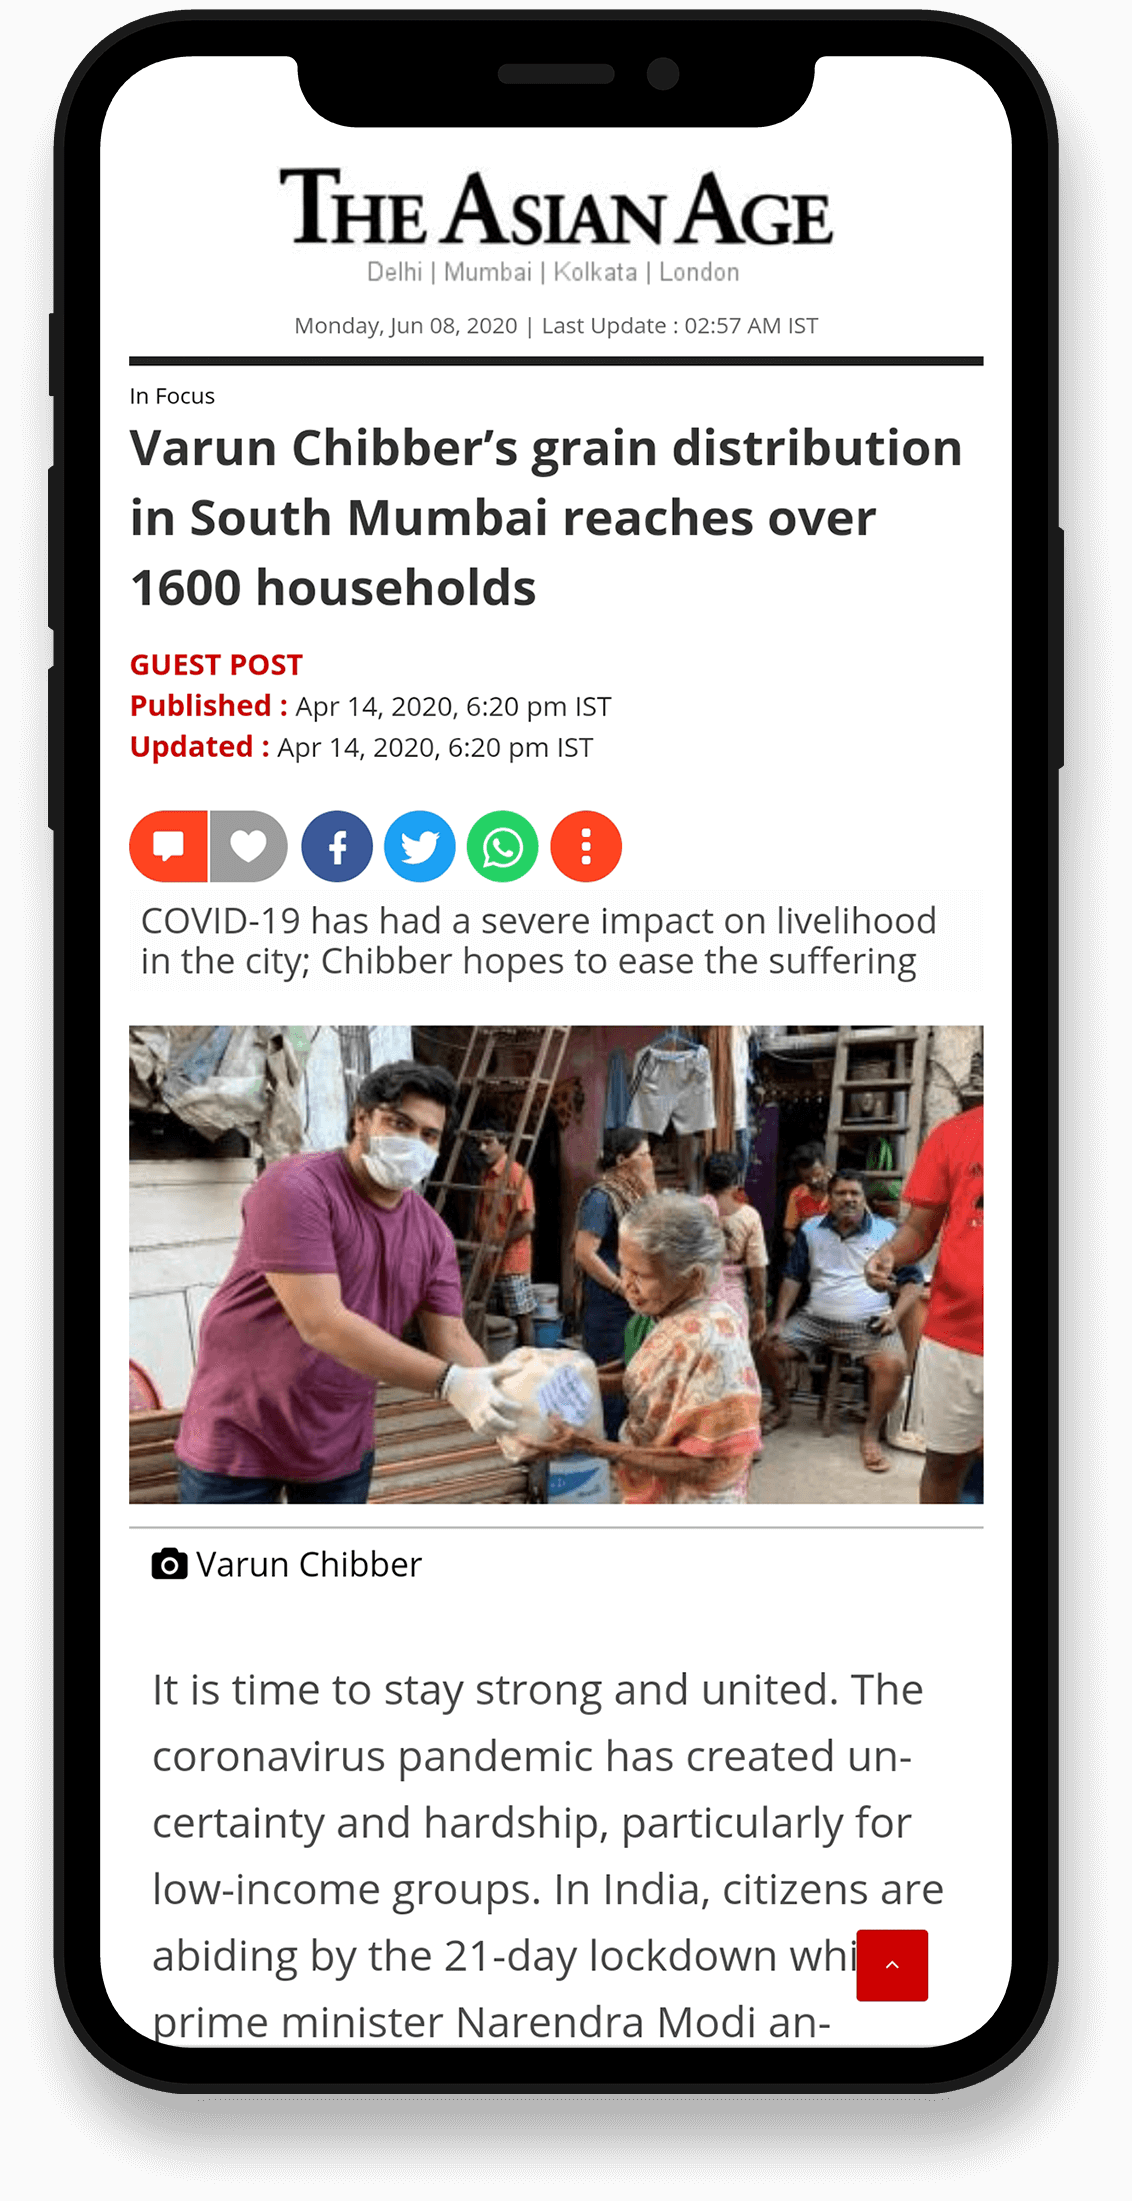 THE ASIAN AGE
Delhi | Mumbai | Kolkata | London
Monday, Jun 08, 2020 | Last Update : 02:57 AM IST
In Focus
Varun Chibber’s grain distribution
in South Mumbai reaches over
1600 households
GUEST POST
Published : Apr 14, 2020, 6:20 pm IST
Updated : Apr 14, 2020, 6:20 pm IST
COVID-19 has had a severe impact on livelihood
in the city; Chibber hopes to ease the suffering
Varun Chibber
It is time to stay strong and united. The
coronavirus pandemic has created un-
certainty and hardship, particularly for
low-income groups. In India, citizens are
abiding by the 21-day lockdown whi
prime minister Narendra Modi an-